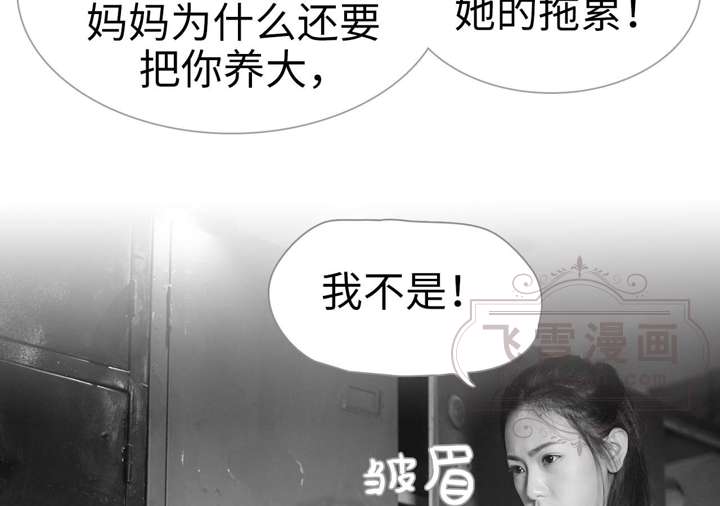 妈妈为什么还要
把你养大，
她的拖累！
我不是！
飞雲漫画
皱眉